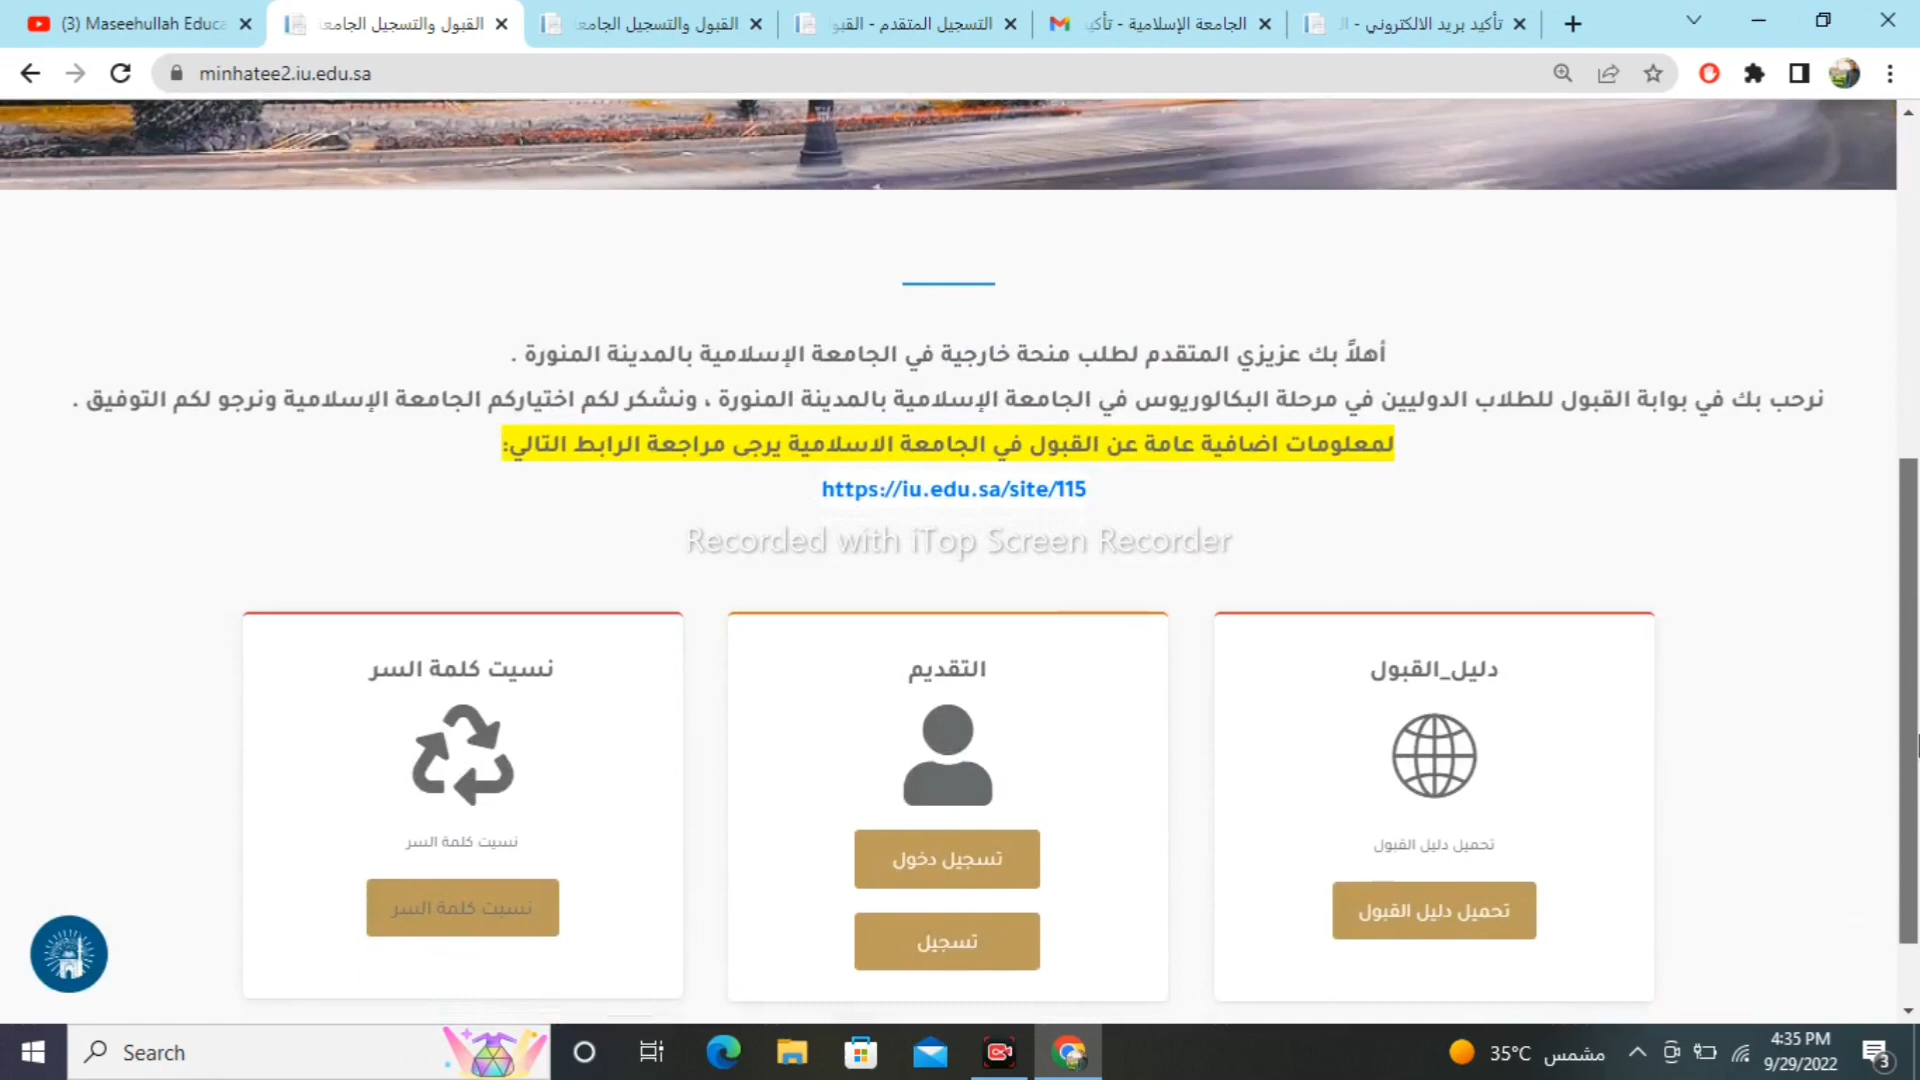 (3) Maseehullah Educa
القبول والتسجيل الجامع
القبول والتسجيل الجامع
التسجيل المتقدم - القبو
الجامعة الإسلامية - تأكي
تأكيد بريد الالكتروني - ال
minhatee2.iu.edu.sa
أهلاً بك عزيزي المتقدم لطلب منحة خارجية في الجامعة الإسلامية بالمدينة المنورة .
نرحب بك في بوابة القبول للطلاب الدوليين في مرحلة البكالوريوس في الجامعة الإسلامية بالمدينة المنورة ، ونشكر لكم اختياركم الجامعة الإسلامية ونرجو لكم التوفيق .
لمعلومات اضافية عامة عن القبول في الجامعة الاسلامية يرجى مراجعة الرابط التالي:
https://iu.edu.sa/site/115
Recorded with iTop Screen Recorder
دليل_القبول
تحميل دليل القبول
تحميل دليل القبول
التقديم
تسجيل دخول
تسجيل
نسيت كلمة السر
نسيت كلمة السر
نسيت كلمة السر
Search
35°C مشمس
4:35 PM
9/29/2022
3